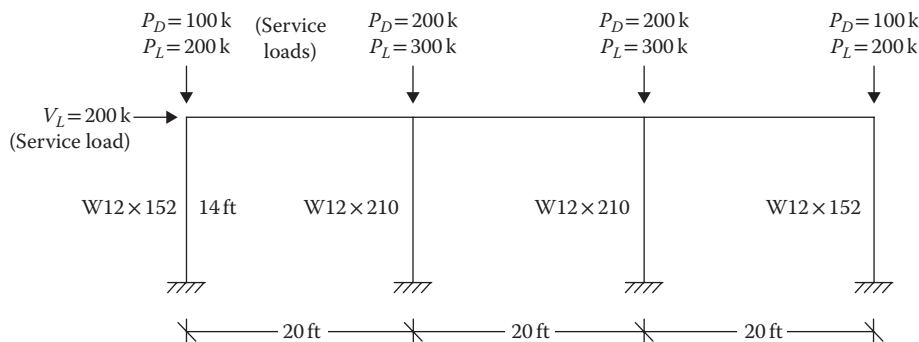 P_D = 100 k
P_L = 200 k
(Service
loads)
P_D = 200 k
P_L = 300 k
P_D = 200 k
P_L = 300 k
P_D = 100 k
P_L = 200 k
V_L = 200 k
(Service load)
W12 × 152
14 ft
W12 × 210
W12 × 210
W12 × 152
20 ft
20 ft
20 ft